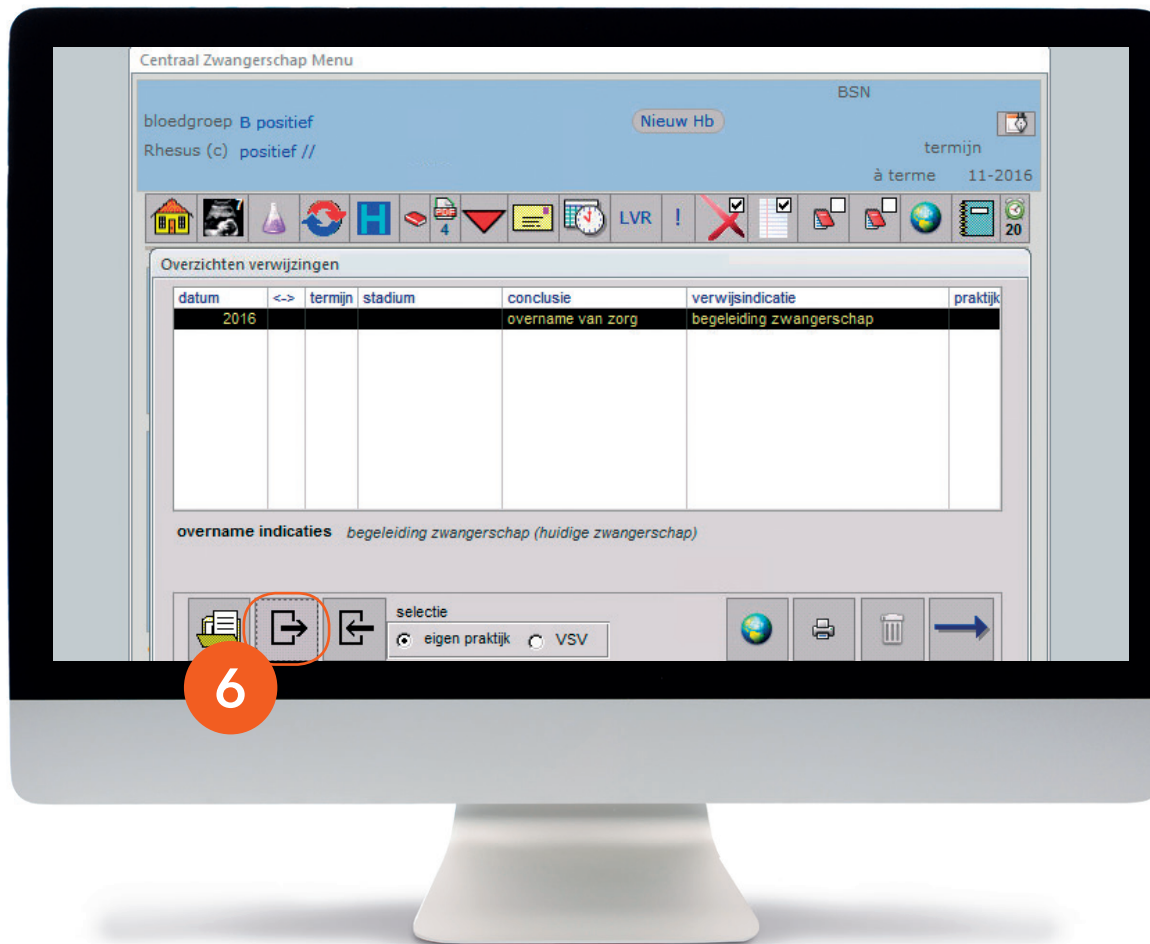 Centraal Zwangerschap Menu
BSN
bloedgroep B positief
Nieuw Hb
Rhesus (c) positief //
termijn
à terme 11-2016
PDF
4
LVR
!
20
Overzichten verwijzingen
datum <-> termijn stadium conclusie verwijsindicatie praktijk
2016 overname van zorg begeleiding zwangerschap
overname indicaties begeleiding zwangerschap (huidige zwangerschap)
selectie
eigen praktijk VSV
6